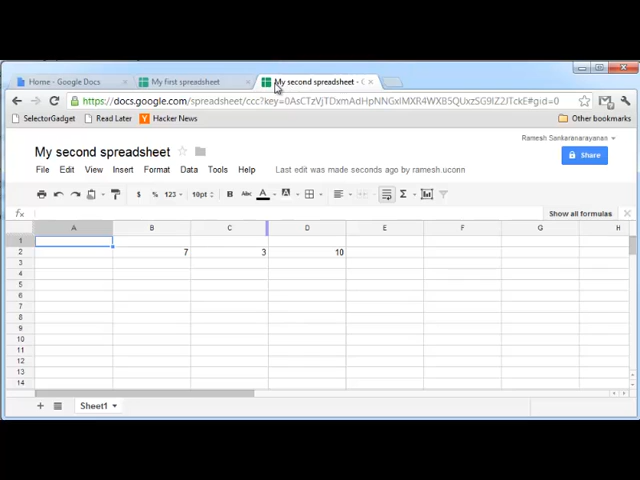 Home - Google Docs
My first spreadsheet
My second spreadsheet - G
https://docs.google.com/spreadsheet/ccc?key=0AsCTzVjTDxmAdHpNNGxIMXR4WXB5QUxzSG9IZ2JTckE#gid=0
SelectorGadget
Read Later
Hacker News
Other bookmarks
Ramesh Sankaranarayanan
My second spreadsheet
Share
File Edit View Insert Format Data Tools Help
Last edit was made seconds ago by ramesh.uconn
$ % 123 10pt B Abc A A Σ
fx
Show all formulas
A B C D E F G H
1
2 7 3 10
3
4
5
6
7
8
9
10
11
12
13
14
+ Sheet1